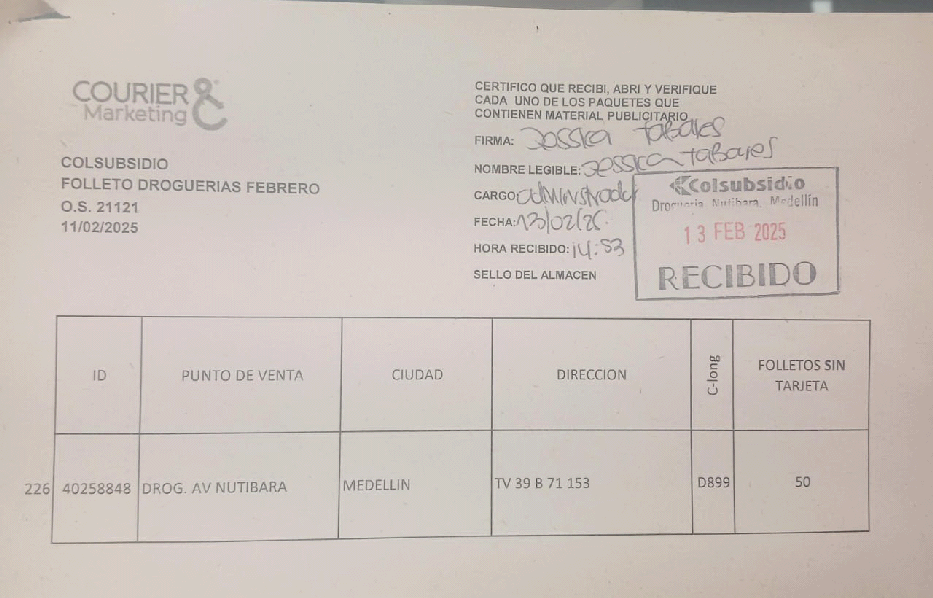 COURIER &
Marketing
COLSUBSIDIO
FOLLETO DROGUERIAS FEBRERO
O.S. 21121
11/02/2025
CERTIFICO QUE RECIBI, ABRI Y VERIFIQUE
CADA UNO DE LOS PAQUETES QUE
CONTIENEN MATERIAL PUBLICITARIO
FIRMA: Jessica Tabares
NOMBRE LEGIBLE: Jessica Tabares
CARGO:
FECHA: 13/02/25.
HORA RECIBIDO: 14:53
SELLO DEL ALMACEN
Colsubsidio
Drogueria Nutibara, Medellín
13 FEB 2025
RECIBIDO
ID PUNTO DE VENTA CIUDAD DIRECCION C-long FOLLETOS SIN
TARJETA
226 40258848 DROG. AV NUTIBARA MEDELLIN TV 39 B 71 153 D899 50